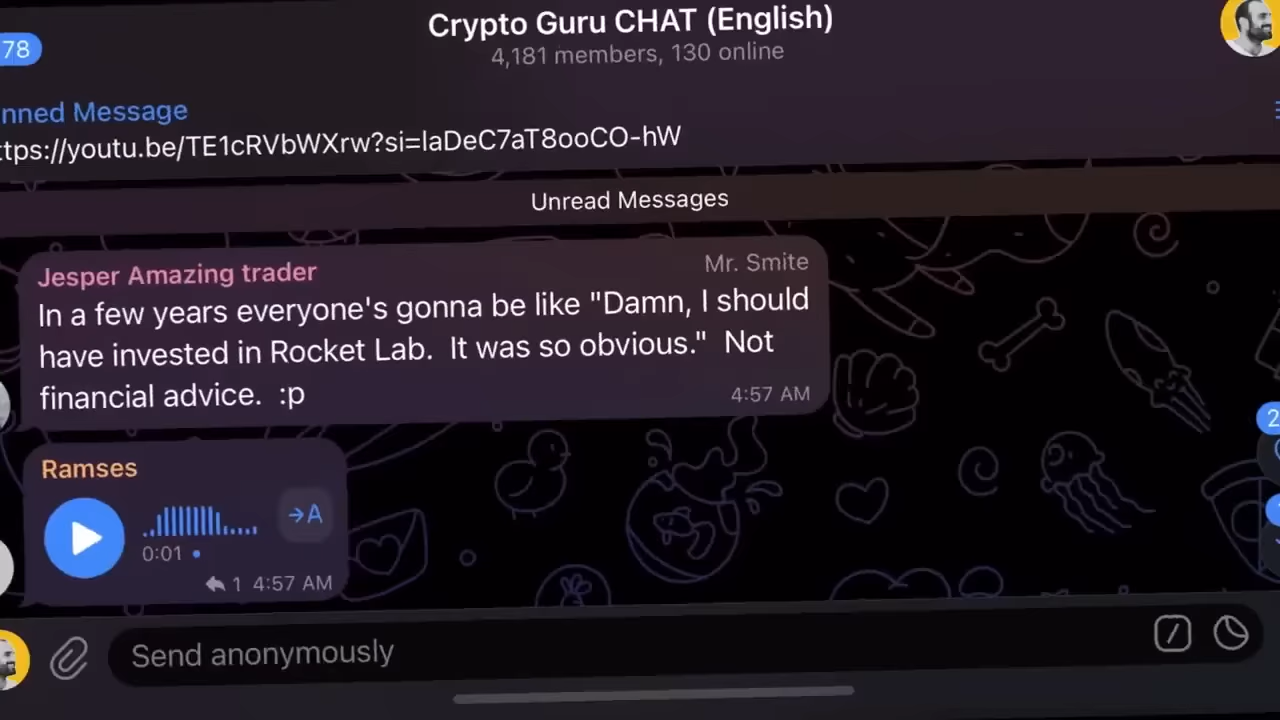 78
Crypto Guru CHAT (English)
4,181 members, 130 online
nned Message
ttps://youtu.be/TE1cRVbWXrw?si=laDeC7aT8ooCO-hW
Unread Messages
Jesper Amazing trader
Mr. Smite
In a few years everyone's gonna be like "Damn, I should
have invested in Rocket Lab.  It was so obvious."  Not
financial advice.  :p
4:57 AM
2
Ramses
→A
0:01
1 4:57 AM
Send anonymously
/